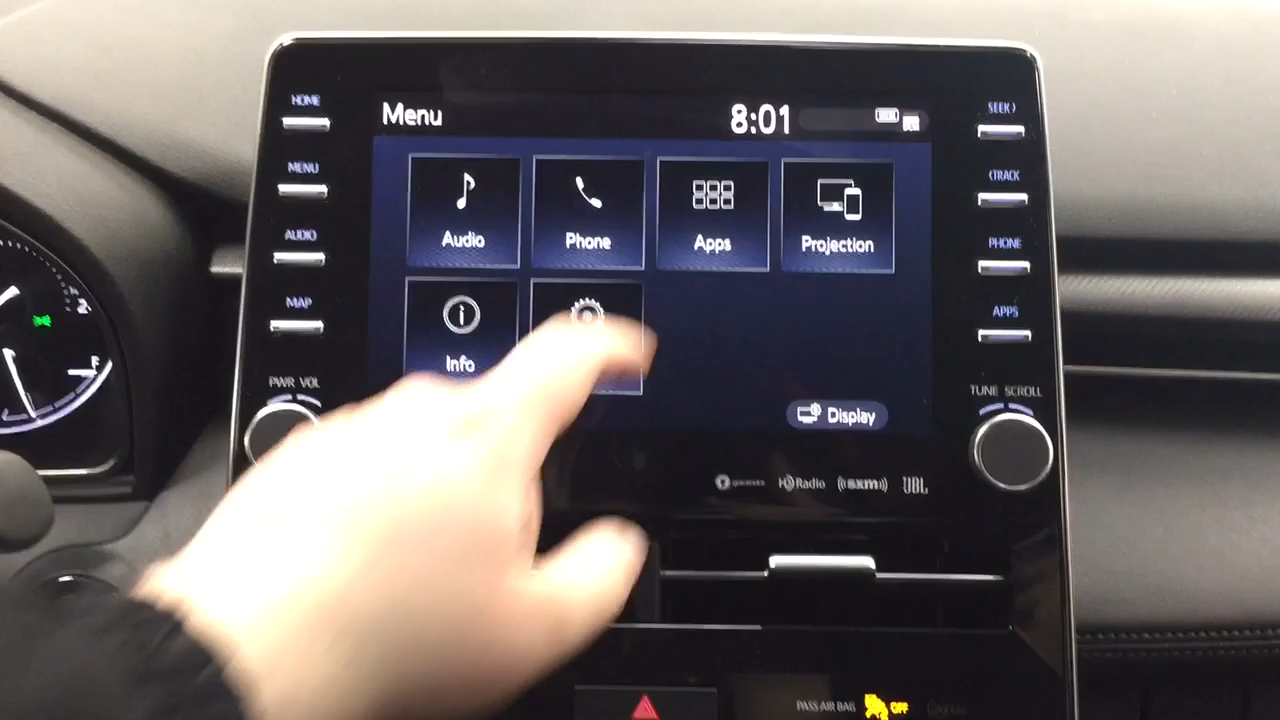 HOME
MENU
AUDIO
MAP
PWR VOL
Menu
8:01
Audio
Phone
Apps
Projection
Info
Display
HD Radio
((sxm))
JBL
SEEK >
< TRACK
PHONE
APPS
TUNE SCROLL
PASS AIR BAG
OFF
F